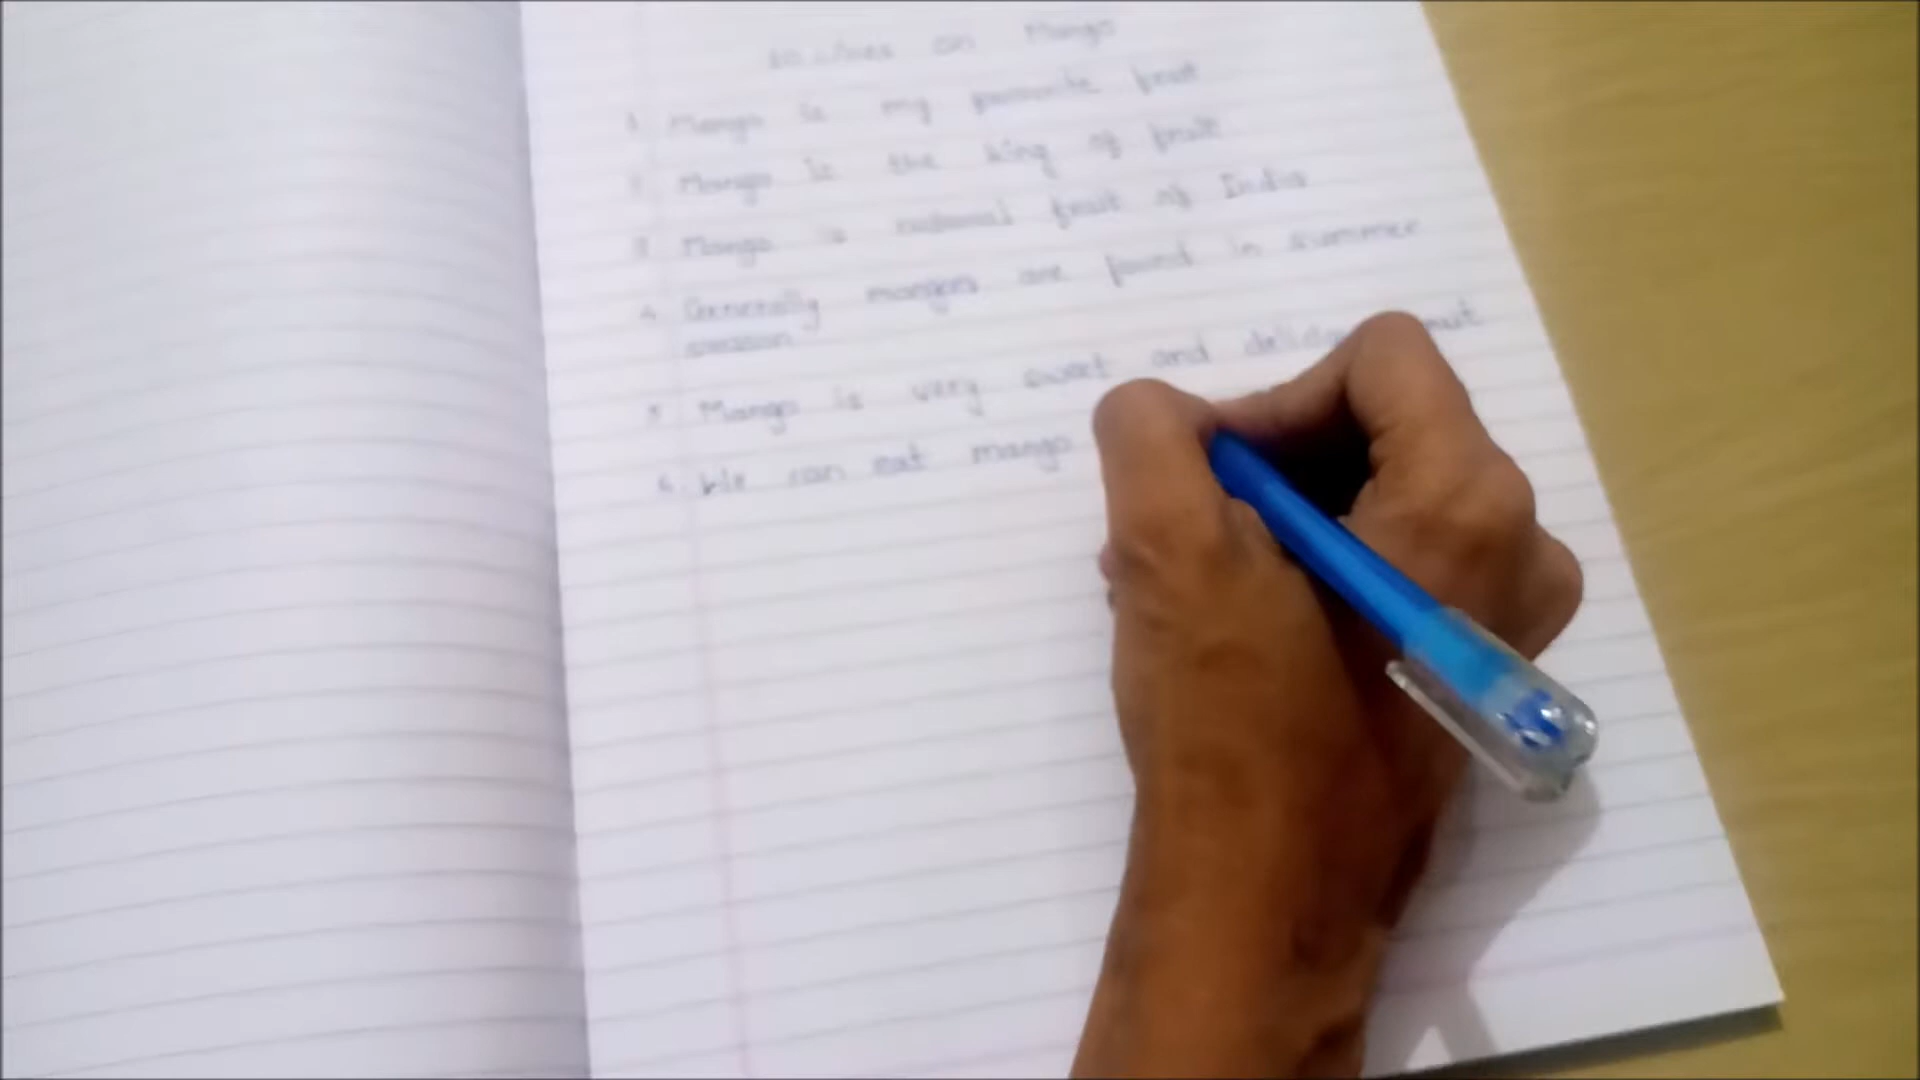 10 Lines on Mango
1. Mango is my favourite fruit
2. Mango is the king of fruit
3. Mango is national fruit of India
4. Generally mangoes are found in summer
season
5. Mango is very sweet and delicious fruit
6. We can eat mango